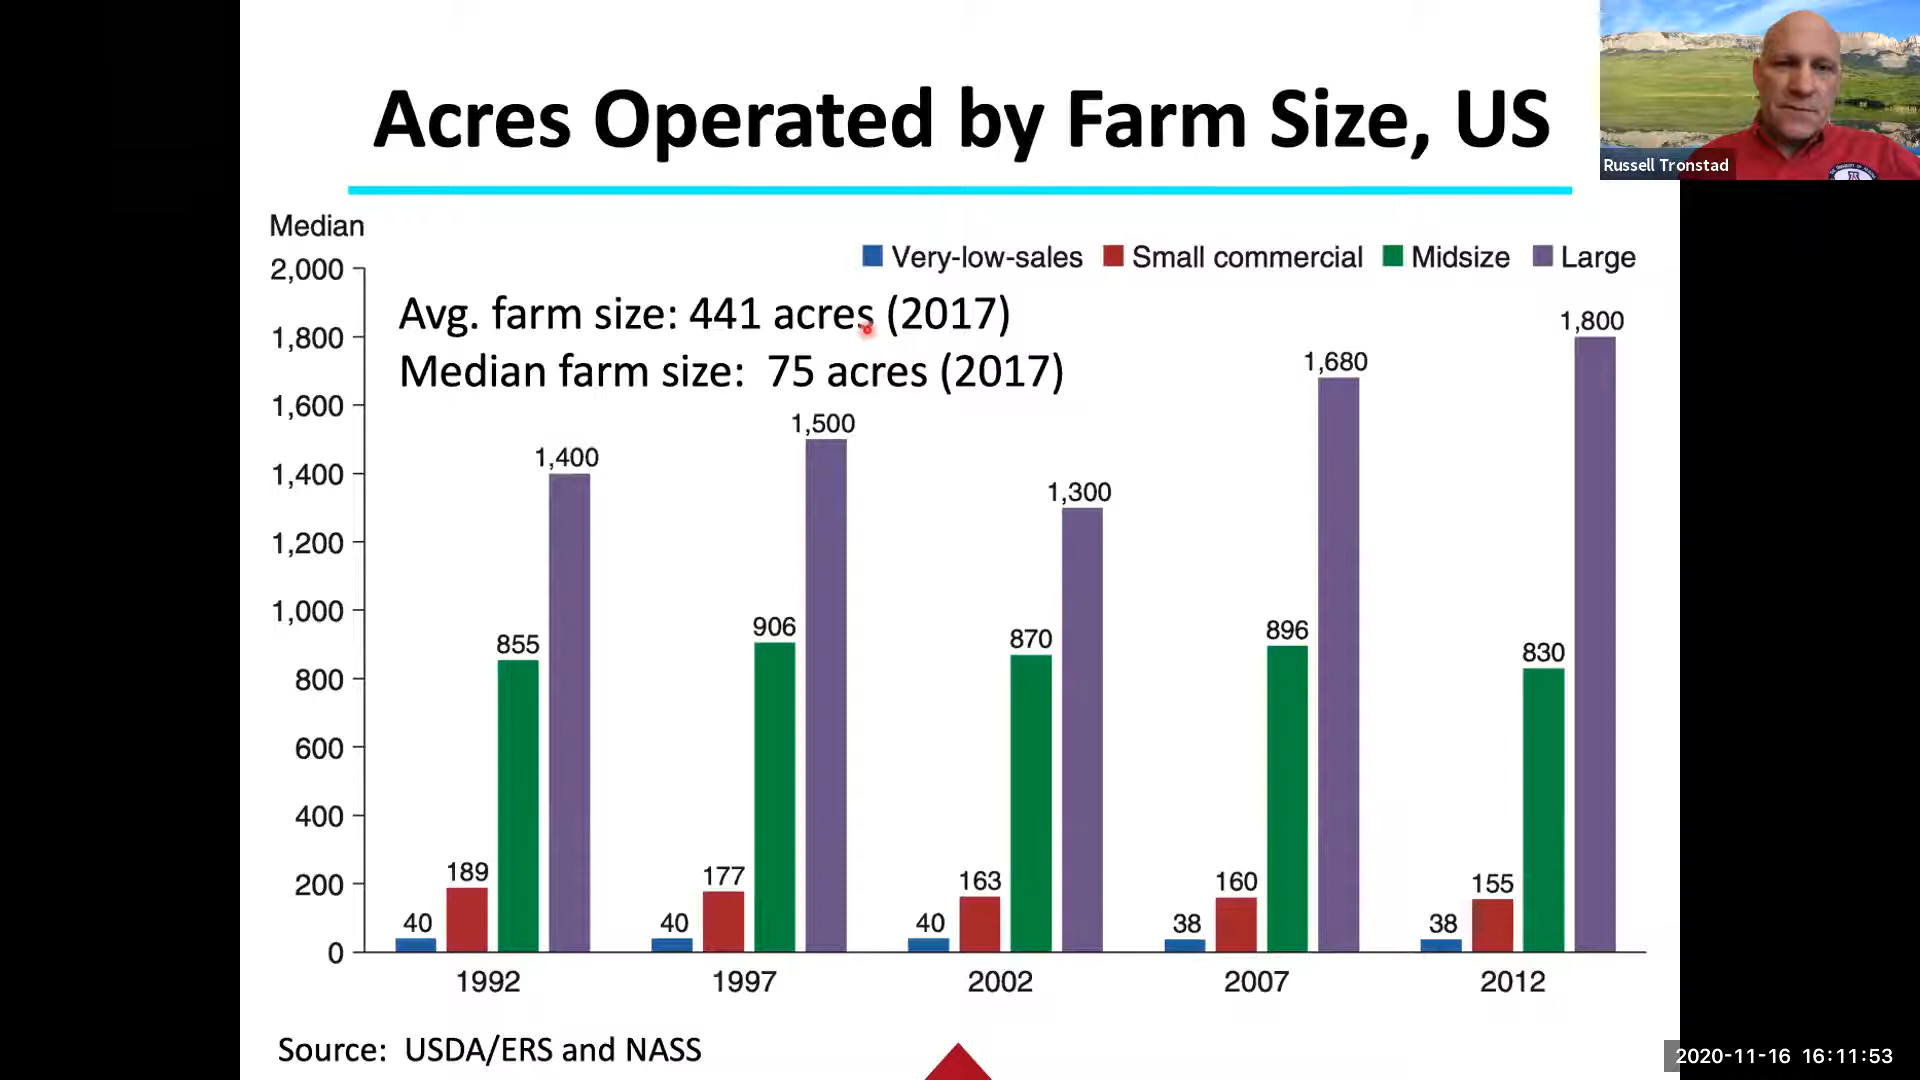 Acres Operated by Farm Size, US
Russell Tronstad
Median
Very-low-sales Small commercial Midsize Large
Avg. farm size: 441 acres (2017)
Median farm size: 75 acres (2017)
2,000
1,800
1,600
1,400
1,200
1,000
800
600
400
200
0
40 189 855 1,400
40 177 906 1,500
40 163 870 1,300
38 160 896 1,680
38 155 830 1,800
1992 1997 2002 2007 2012
Source: USDA/ERS and NASS
2020-11-16 16:11:53